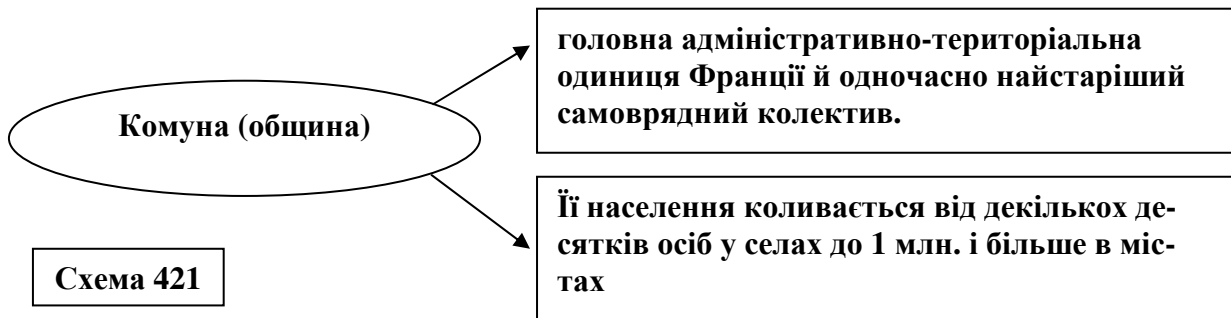 головна адміністративно-територіальна
одиниця Франції й одночасно найстаріший
самоврядний колектив.
Комуна (община)
Її населення коливається від декількох де-
сятків осіб у селах до 1 млн. і більше в міс-
тах
Схема 421